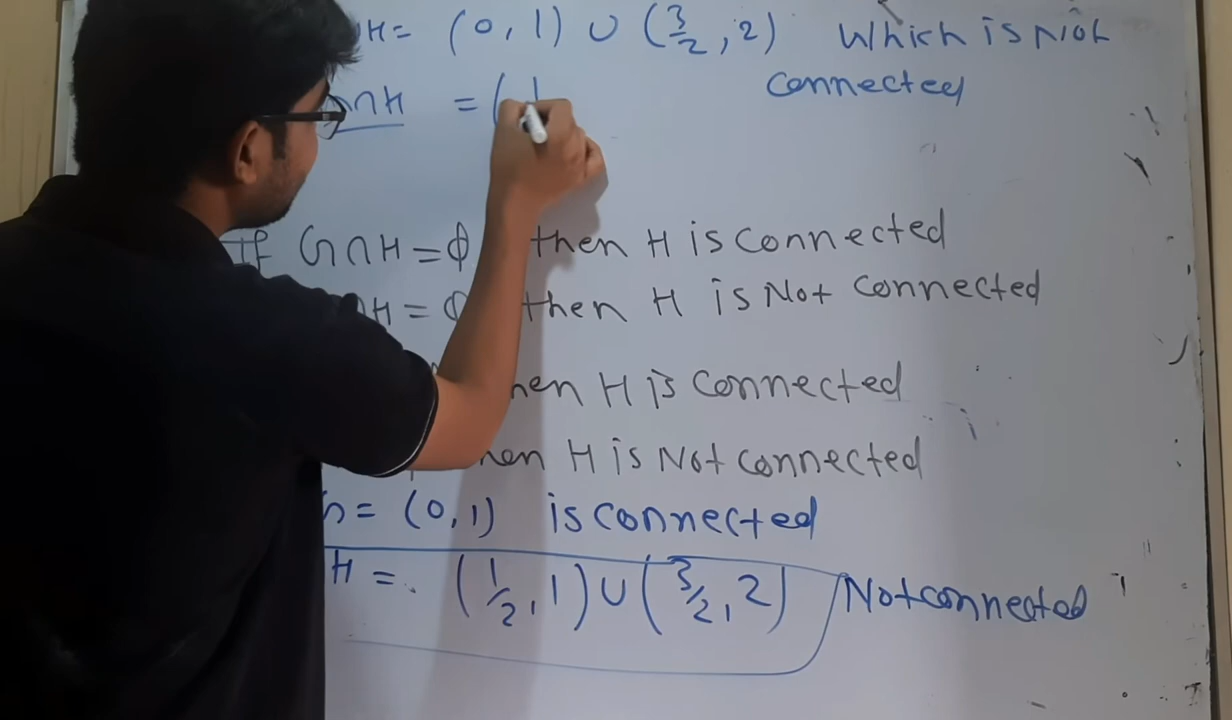 H = (0, 1) ∪ (3/2, 2) which is not
connected
G∩H = (1
If G∩H = ϕ then H is connected
∩H = ϕ then H is Not connected
hen H is connected
hen H is Not connected
G = (0, 1) is connected
H = (1/2, 1) ∪ (3/2, 2) Not connected